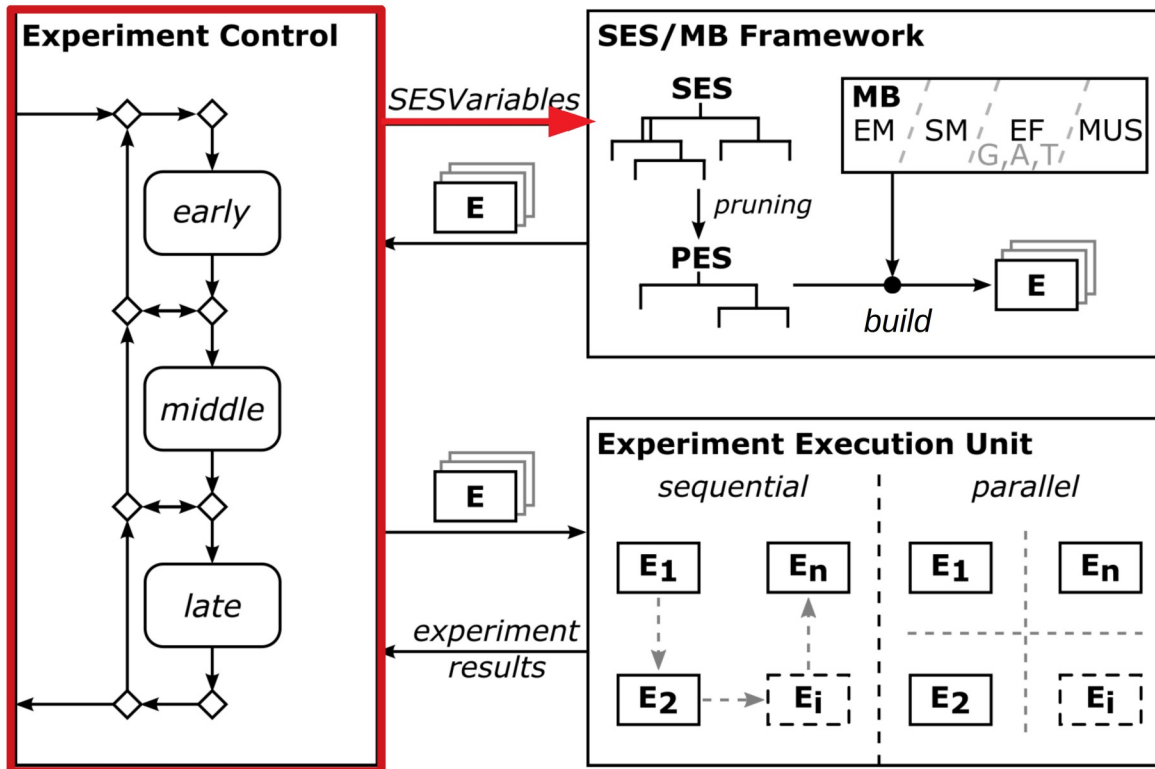 Experiment Control
early
middle
late
SESVariables
E
E
experiment
results
SES/MB Framework
SES
pruning
PES
MB
EM SM EF MUS
G,A,T
build
E
Experiment Execution Unit
sequential parallel
E1 En E1 En
E2 Ei E2 Ei